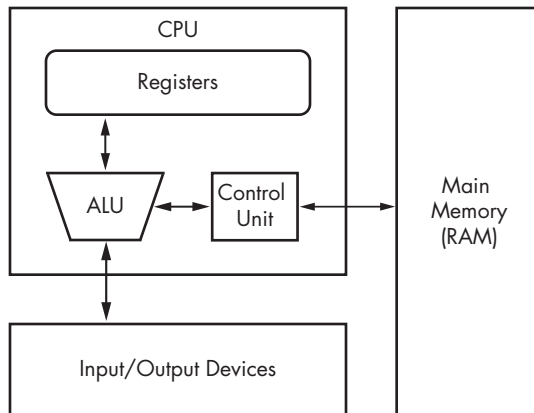 CPU
Registers
ALU
Control
Unit
Main
Memory
(RAM)
Input/Output Devices